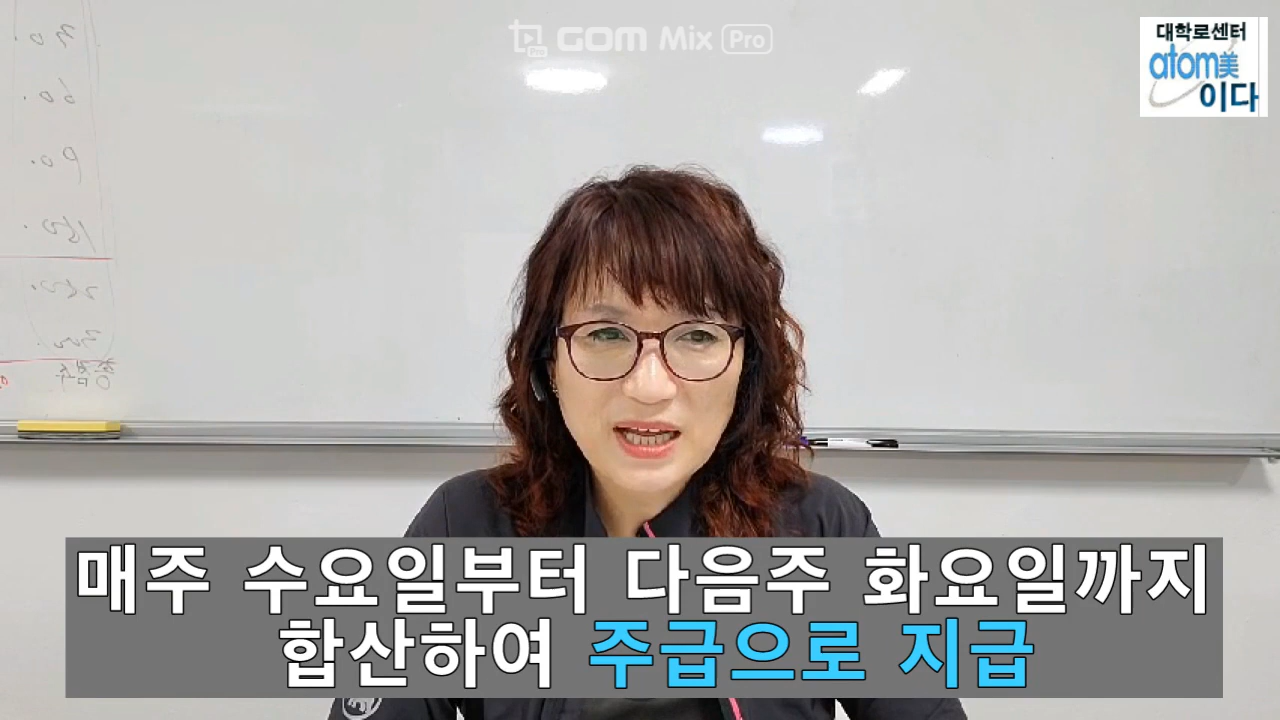 GOM Mix Pro
대학로센터
atom美
이다
매주 수요일부터 다음주 화요일까지
합산하여 주급으로 지급